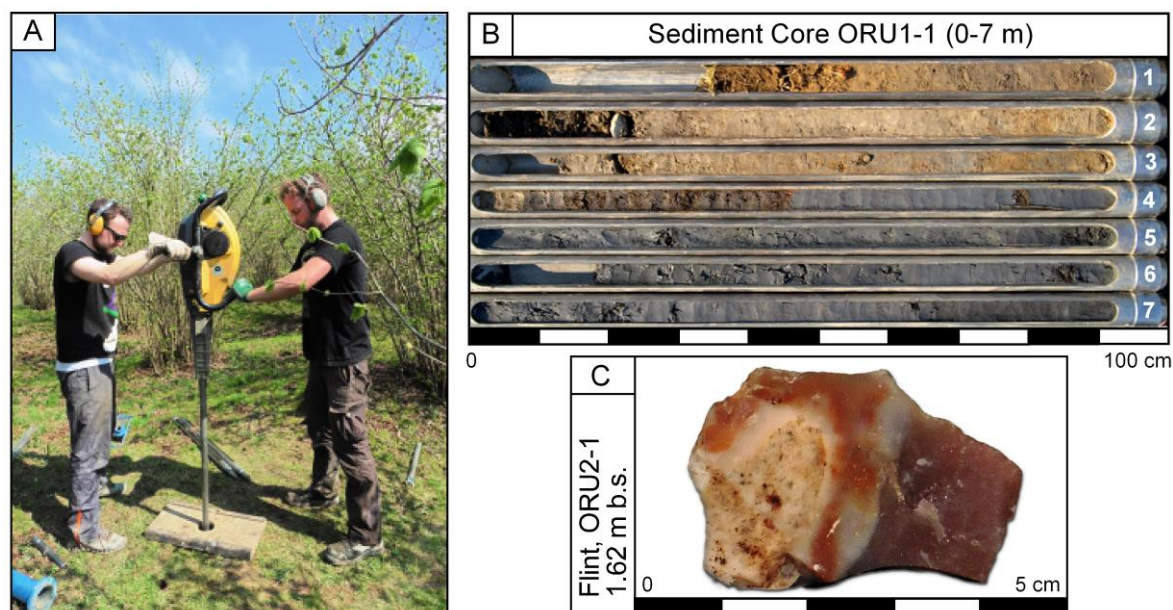 A
B
Sediment Core ORU1-1 (0-7 m)
1
2
3
4
5
6
7
0
100 cm
C
Flint, ORU2-1
1.62 m b.s.
0
5 cm